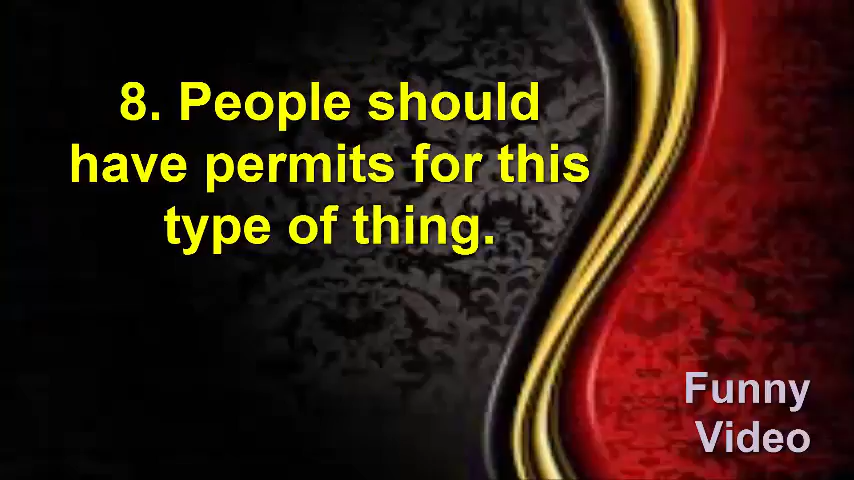 8. People should
have permits for this
type of thing.
Funny
Video